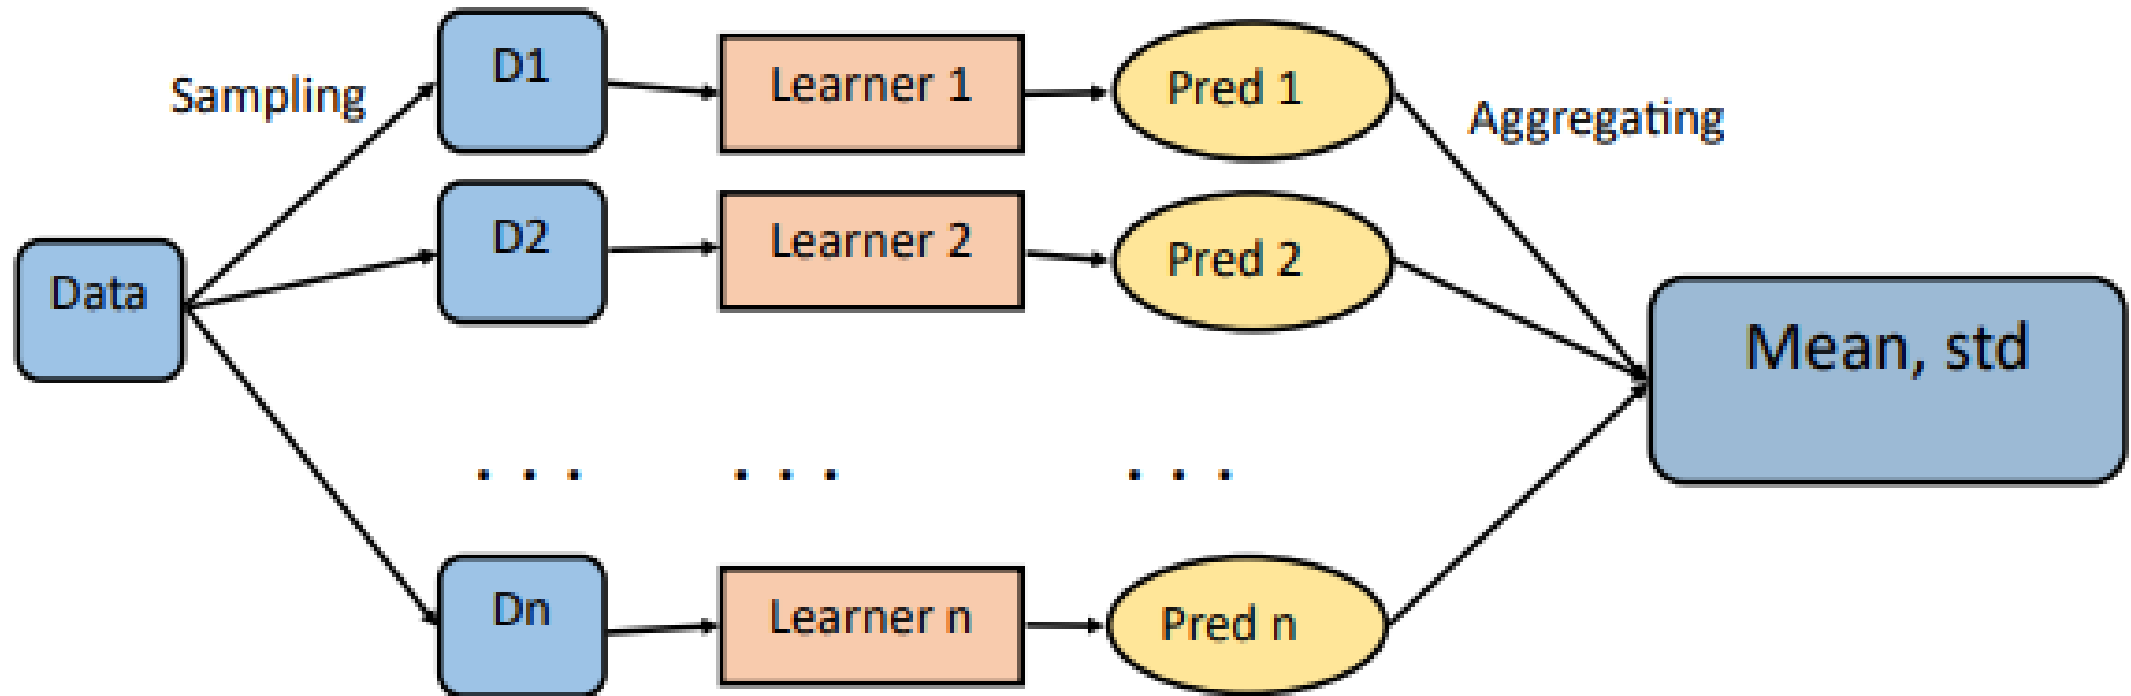 Sampling
D1
Learner 1
Pred 1
Aggregating
Data
D2
Learner 2
Pred 2
Mean, std
. . .
. . .
. . .
Dn
Learner n
Pred n